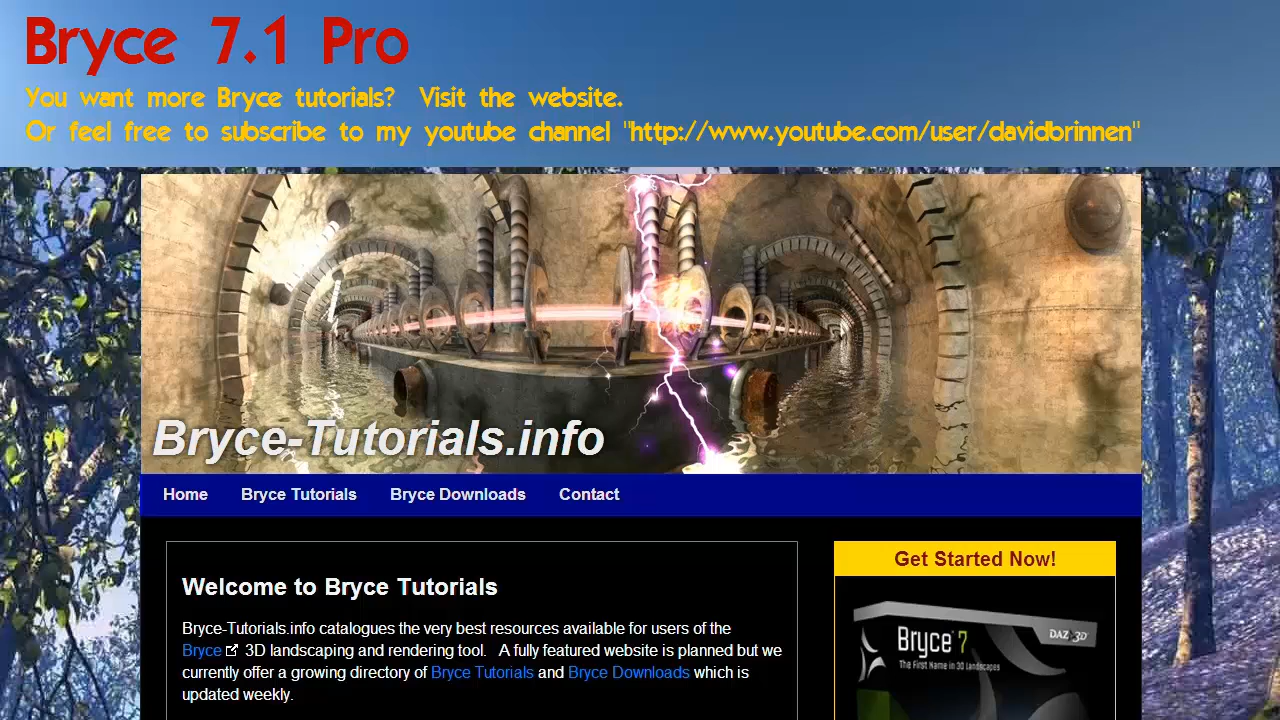 Bryce 7.1 Pro
You want more Bryce tutorials? Visit the website.
Or feel free to subscribe to my youtube channel "http://www.youtube.com/user/davidbrinnen"
Bryce-Tutorials.info
Home Bryce Tutorials Bryce Downloads Contact
Welcome to Bryce Tutorials
Bryce-Tutorials.info catalogues the very best resources available for users of the
Bryce 3D landscaping and rendering tool. A fully featured website is planned but we
currently offer a growing directory of Bryce Tutorials and Bryce Downloads which is
updated weekly.
Get Started Now!
Bryce 7
DAZ 3D
The First Name in 3D Landscapes